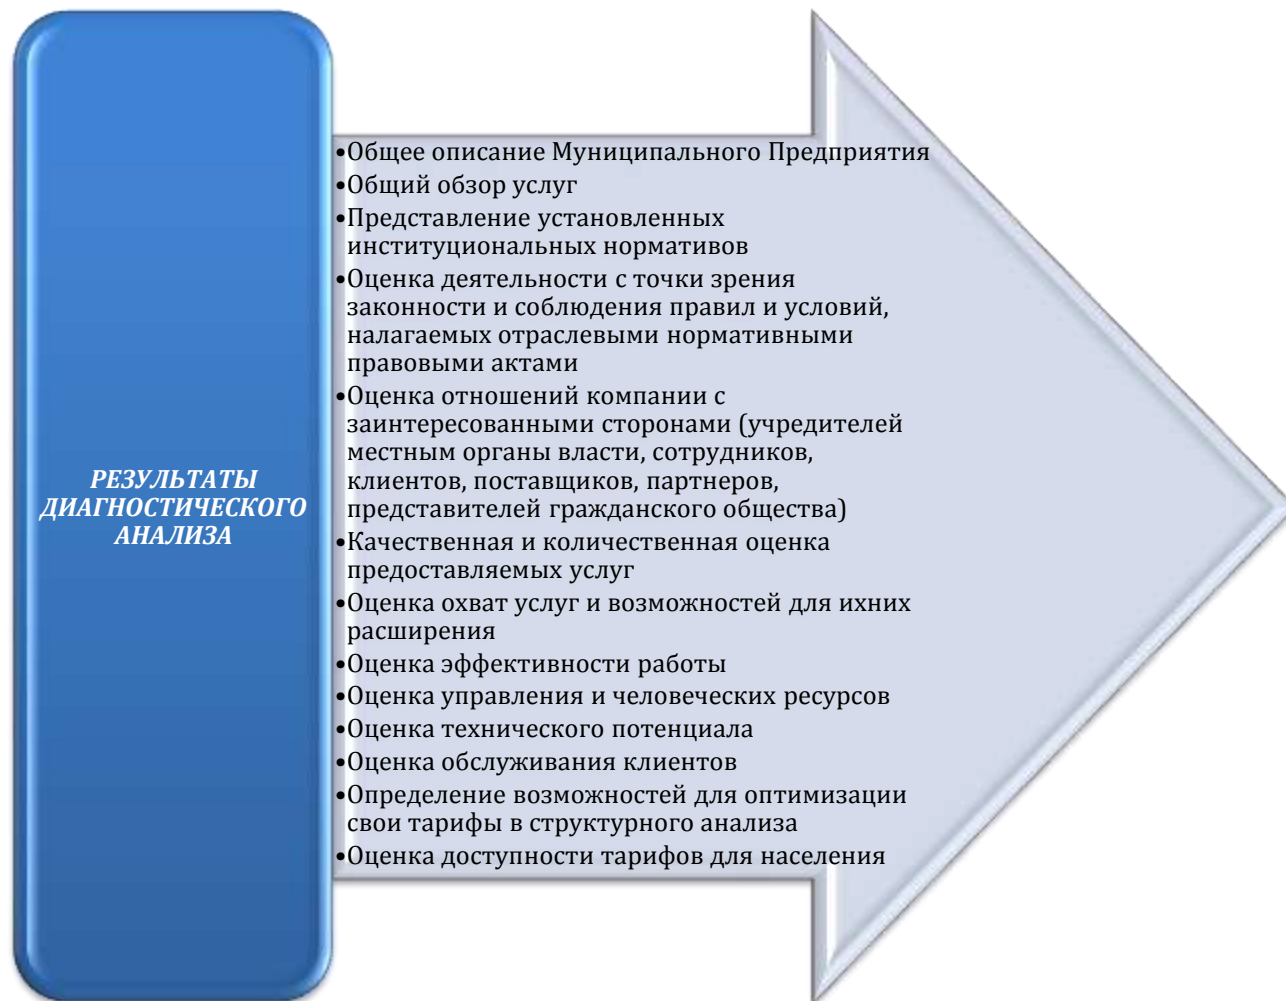 РЕЗУЛЬТАТЫ
ДИАГНОСТИЧЕСКОГО
АНАЛИЗА
•Общее описание Муниципального Предприятия
•Общий обзор услуг
•Представление установленных
институциональных нормативов
•Оценка деятельности с точки зрения
законности и соблюдения правил и условий,
налагаемых отраслевыми нормативными
правовыми актами
•Оценка отношений компании с
заинтересованными сторонами (учредителей
местным органы власти, сотрудников,
клиентов, поставщиков, партнеров,
представителей гражданского общества)
•Качественная и количественная оценка
предоставляемых услуг
•Оценка охват услуг и возможностей для ихних
расширения
•Оценка эффективности работы
•Оценка управления и человеческих ресурсов
•Оценка технического потенциала
•Оценка обслуживания клиентов
•Определение возможностей для оптимизации
свои тарифы в структурного анализа
•Оценка доступности тарифов для населения